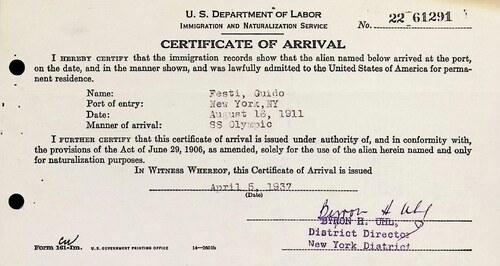 U. S. DEPARTMENT OF LABOR
IMMIGRATION AND NATURALIZATION SERVICE
No. 22 61291
CERTIFICATE OF ARRIVAL
I HEREBY CERTIFY that the immigration records show that the alien named below arrived at the port,
on the date, and in the manner shown, and was lawfully admitted to the United States of America for perma-
nent residence.
Name: Festi, Guido
Port of entry: New York, NY
Date: August 16, 1911
Manner of arrival: SS Olympic
I FURTHER CERTIFY that this certificate of arrival is issued under authority of, and in conformity with,
the provisions of the Act of June 29, 1906, as amended, solely for the use of the alien herein named and only
for naturalization purposes.
IN WITNESS WHEREOF, this Certificate of Arrival is issued
April 5, 1937
(Date)
Byron H Uhl
BYRON H. UHL,
District Director
New York District
Form 161-Im.
U. S. GOVERNMENT PRINTING OFFICE